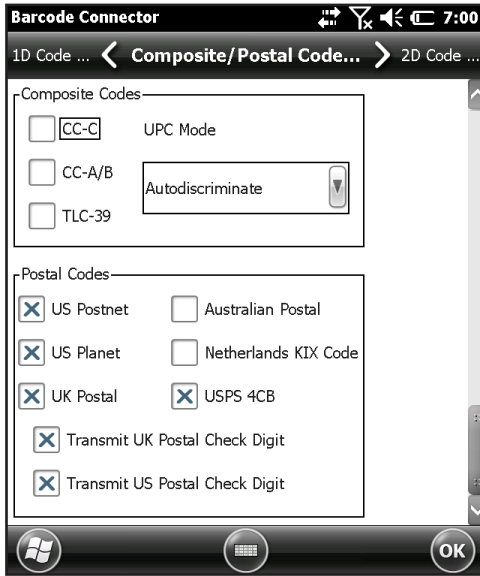 Barcode Connector 7:00
1D Code ... Composite/Postal Code... 2D Code ...
Composite Codes
CC-C UPC Mode
CC-A/B
Autodiscriminate
TLC-39
Postal Codes
US Postnet Australian Postal
US Planet Netherlands KIX Code
UK Postal USPS 4CB
Transmit UK Postal Check Digit
Transmit US Postal Check Digit
OK